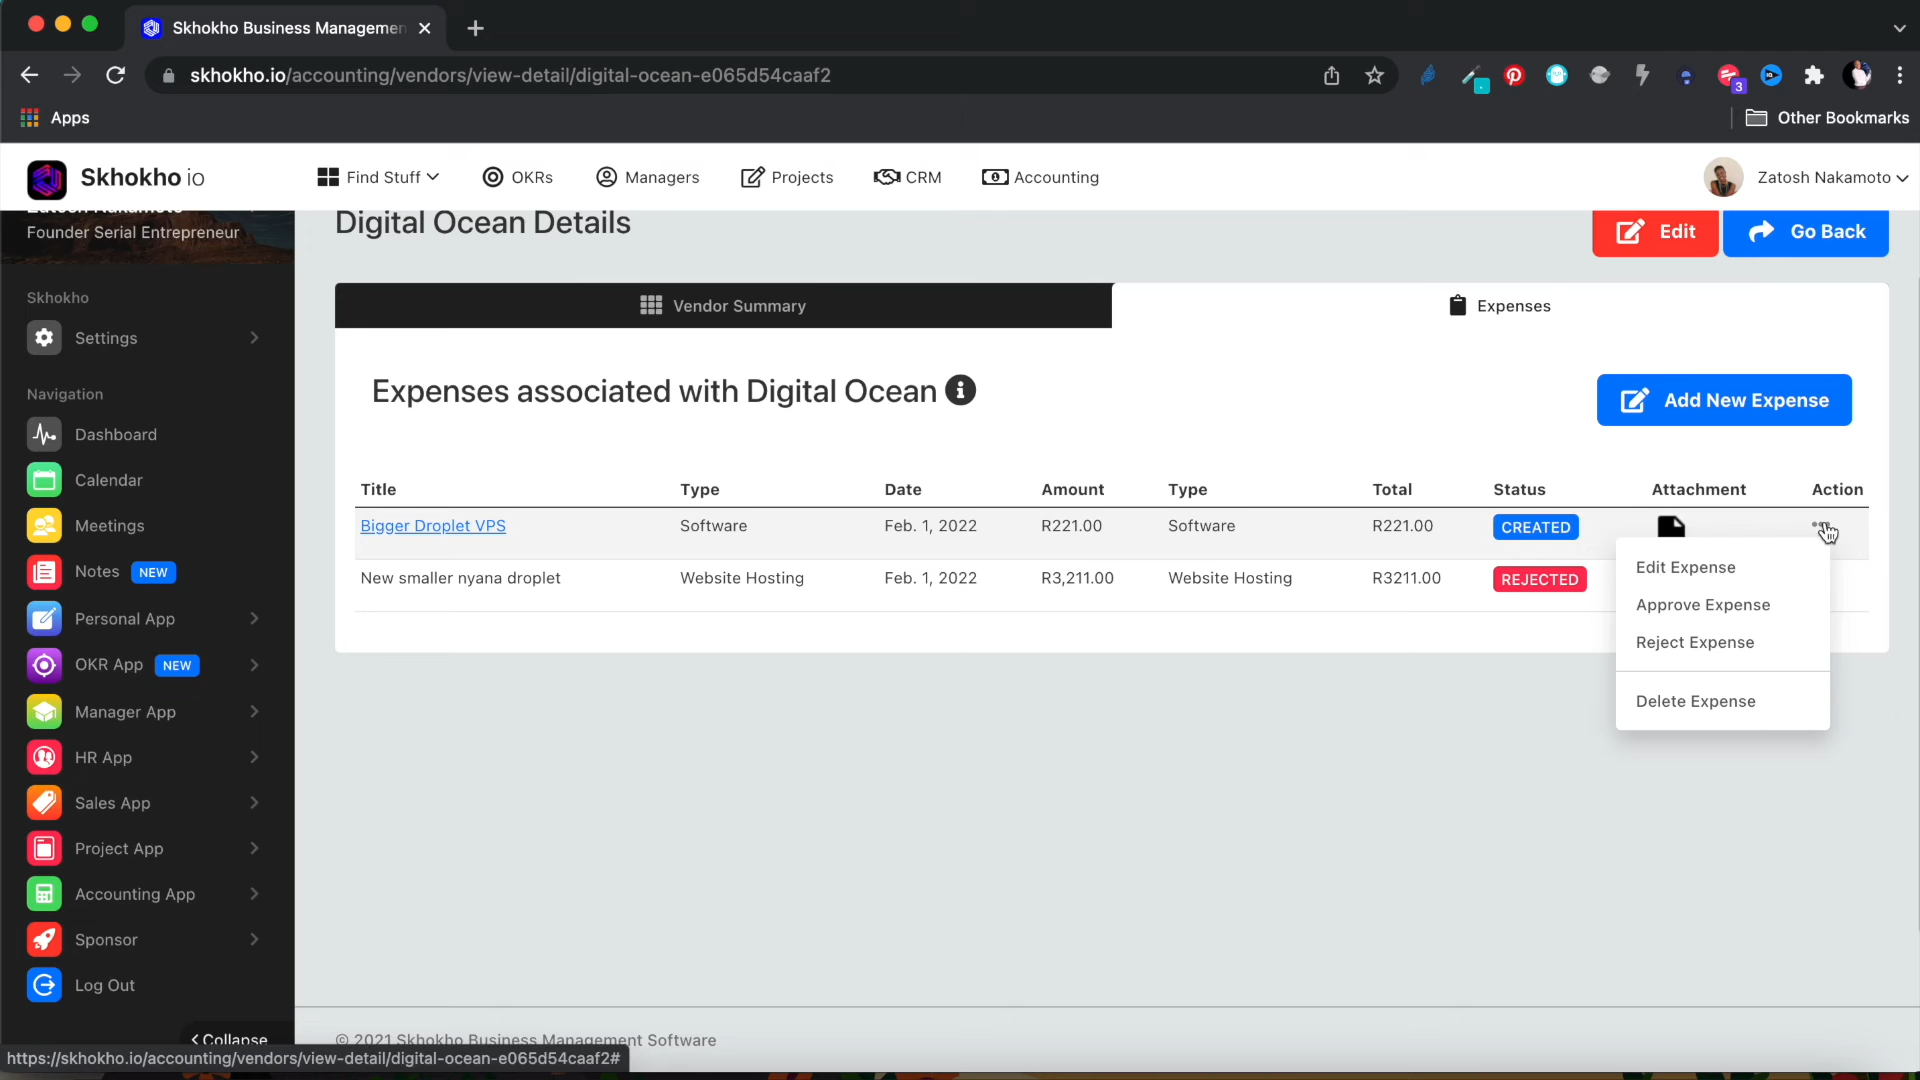 Skhokho Business Managemen
skhokho.io/accounting/vendors/view-detail/digital-ocean-e065d54caaf2
3
Apps
Other Bookmarks
Skhokho io
Find Stuff
OKRs
Managers
Projects
CRM
Accounting
Zatosh Nakamoto
Zatosh Nakamoto
Founder Serial Entrepreneur
Digital Ocean Details
Edit
Go Back
Skhokho
Settings
Navigation
Dashboard
Calendar
Meetings
Notes NEW
Personal App
OKR App NEW
Manager App
HR App
Sales App
Project App
Accounting App
Sponsor
Log Out
Collapse
Vendor Summary
Expenses
Expenses associated with Digital Ocean
Add New Expense
Title Type Date Amount Type Total Status Attachment Action
Bigger Droplet VPS Software Feb. 1, 2022 R221.00 Software R221.00 CREATED
New smaller nyana droplet Website Hosting Feb. 1, 2022 R3,211.00 Website Hosting R3211.00 REJECTED
Edit Expense
Approve Expense
Reject Expense
Delete Expense
© 2021 Skhokho Business Management Software
https://skhokho.io/accounting/vendors/view-detail/digital-ocean-e065d54caaf2#